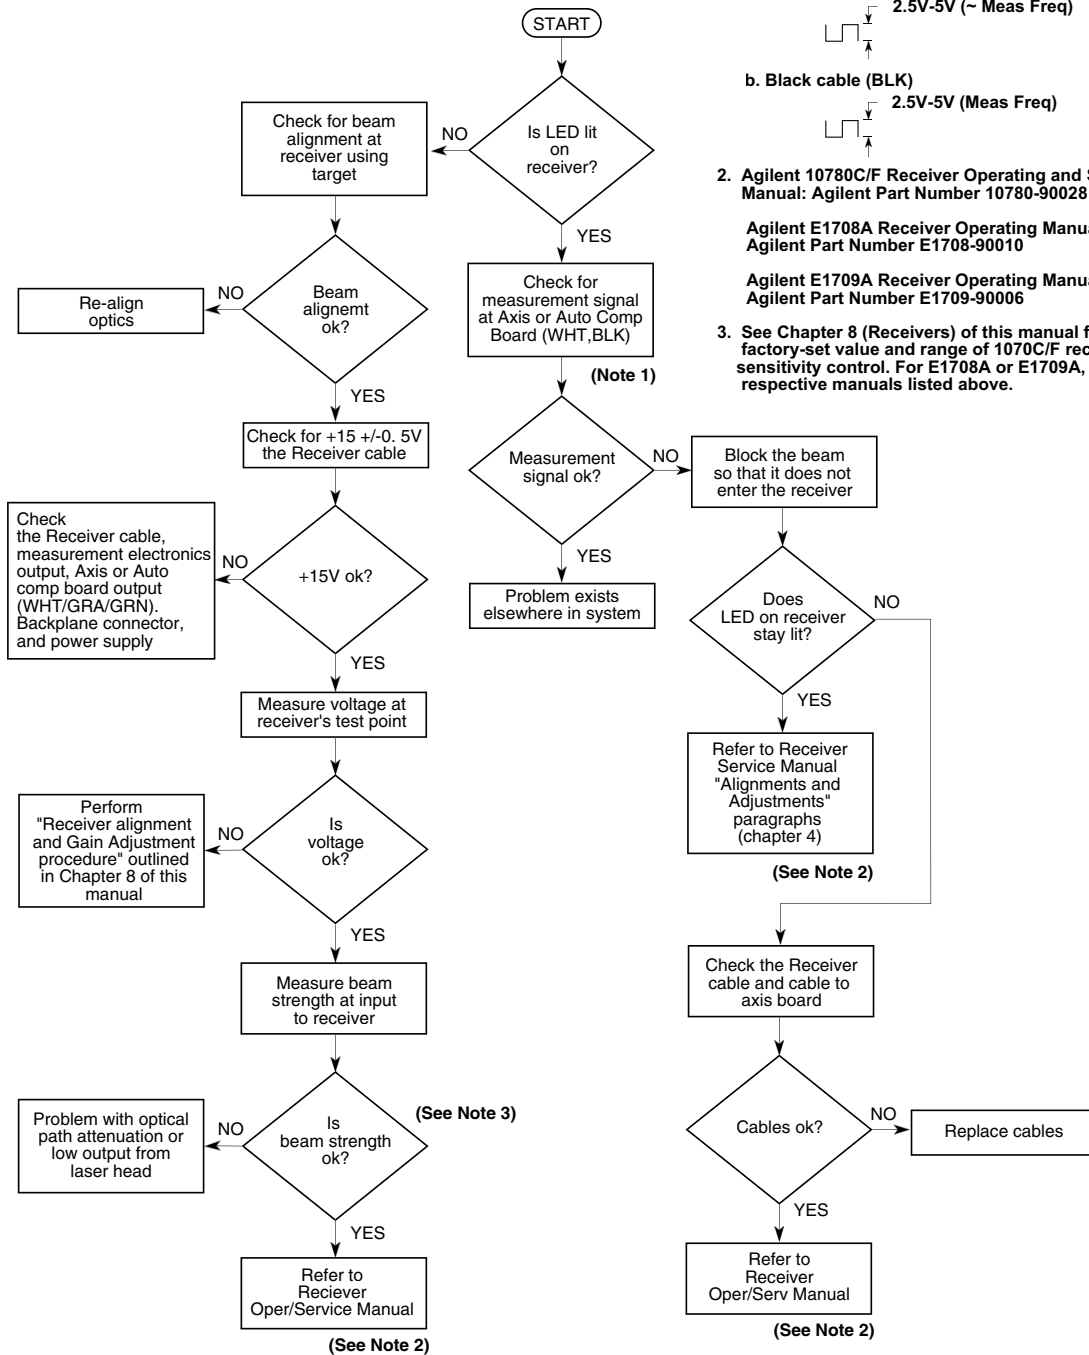 START
Is LED lit
on
receiver?
NO
YES
Check for beam
alignment at
receiver using
target
Beam
alignemt
ok?
NO
YES
Re-align
optics
Check for +15 +/-0. 5V
the Receiver cable
+15V ok?
NO
YES
Check
the Receiver cable,
measurement electronics
output, Axis or Auto
comp board output
(WHT/GRA/GRN).
Backplane connector,
and power supply
Measure voltage at
receiver's test point
Is
voltage
ok?
NO
YES
Perform
"Receiver alignment
and Gain Adjustment
procedure" outlined
in Chapter 8 of this
manual
Measure beam
strength at input
to receiver
Is
beam strength
ok?
(See Note 3)
NO
YES
Problem with optical
path attenuation or
low output from
laser head
Refer to
Reciever
Oper/Service Manual
(See Note 2)
Check for
measurement signal
at Axis or Auto Comp
Board (WHT,BLK)
(Note 1)
Measurement
signal ok?
NO
YES
Problem exists
elsewhere in system
Block the beam
so that it does not
enter the receiver
Does
LED on receiver
stay lit?
NO
YES
Refer to Receiver
Service Manual
"Alignments and
Adjustments"
paragraphs
(chapter 4)
(See Note 2)
Check the Receiver
cable and cable to
axis board
Cables ok?
NO
YES
Replace cables
Refer to
Receiver
Oper/Serv Manual
(See Note 2)
2.5V-5V (~ Meas Freq)
b. Black cable (BLK)
2.5V-5V (Meas Freq)
2. Agilent 10780C/F Receiver Operating and
Manual: Agilent Part Number 10780-90028
Agilent E1708A Receiver Operating
Agilent Part Number E1708-90010
Agilent E1709A Receiver Operating
Agilent Part Number E1709-90006
3. See Chapter 8 (Receivers) of this manual
factory-set value and range of 1070C/F
sensitivity control. For E1708A or E1709A,
respective manuals listed above.